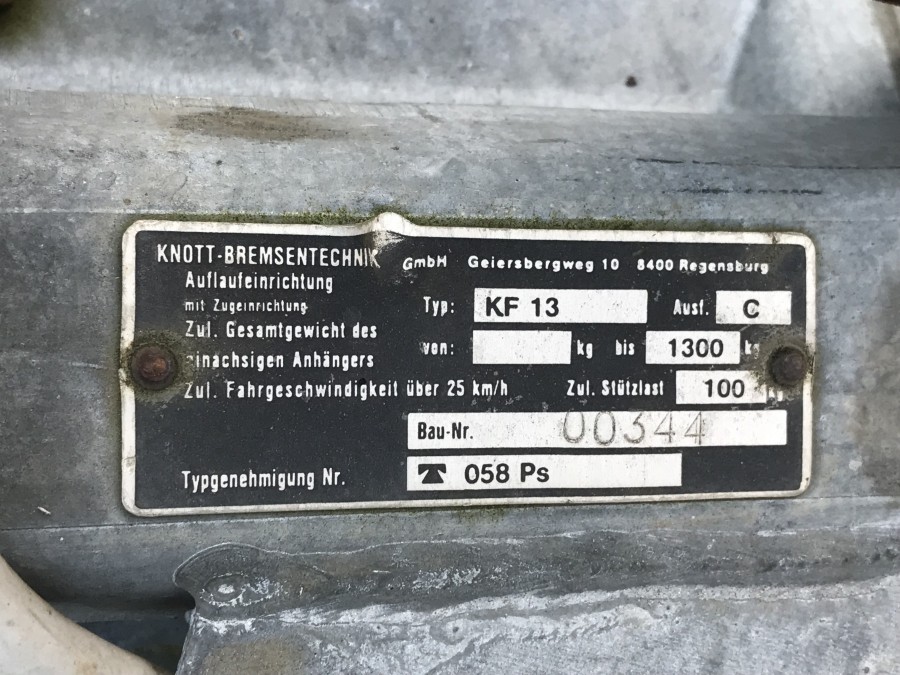 KNOTT-BREMSENTECHNIK GmbH Geiersbergweg 10 8400 Regensburg
Auflaufeinrichtung
mit Zugeinrichtung Typ: KF 13 Ausf. C
Zul. Gesamtgewicht des
einachsigen Anhängers von: kg bis 1300 kg
Zul. Fahrgeschwindigkeit über 25 km/h Zul. Stützlast 100 kg
Bau-Nr. 00344
Typgenehmigung Nr. 058 Ps